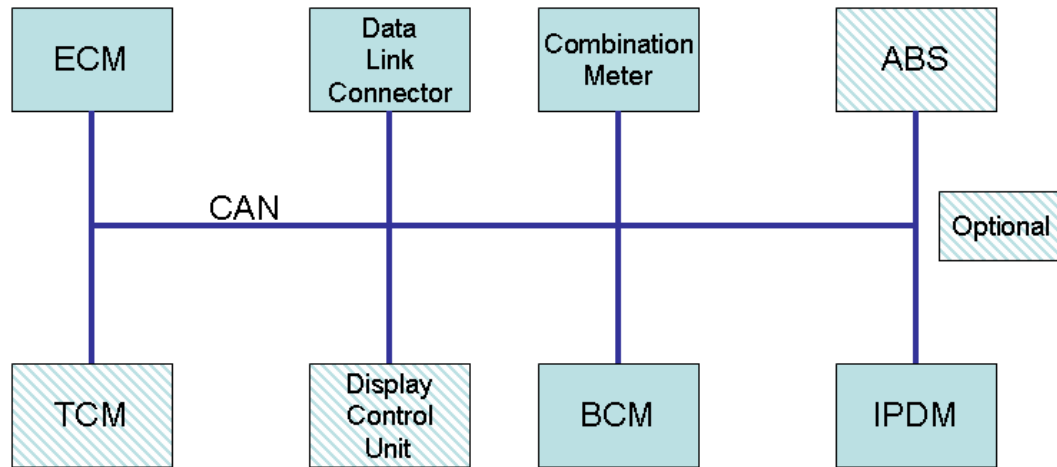 ECM
Data
Link
Connector
Combination
Meter
ABS
CAN
Optional
TCM
Display
Control
Unit
BCM
IPDM